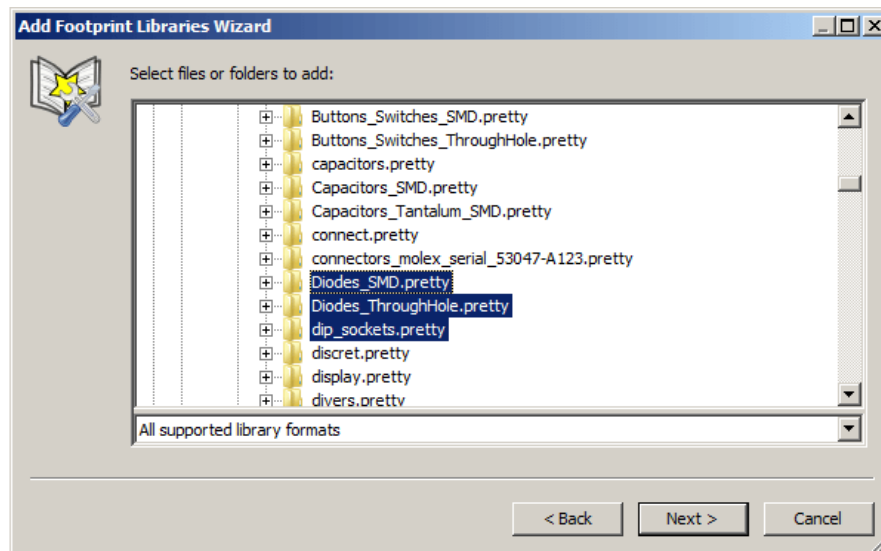 Add Footprint Libraries Wizard
Select files or folders to add:
Buttons_Switches_SMD.pretty
Buttons_Switches_ThroughHole.pretty
capacitors.pretty
Capacitors_SMD.pretty
Capacitors_Tantalum_SMD.pretty
connect.pretty
connectors_molex_serial_53047-A123.pretty
Diodes_SMD.pretty
Diodes_ThroughHole.pretty
dip_sockets.pretty
discret.pretty
display.pretty
divers.pretty
All supported library formats
< Back Next > Cancel